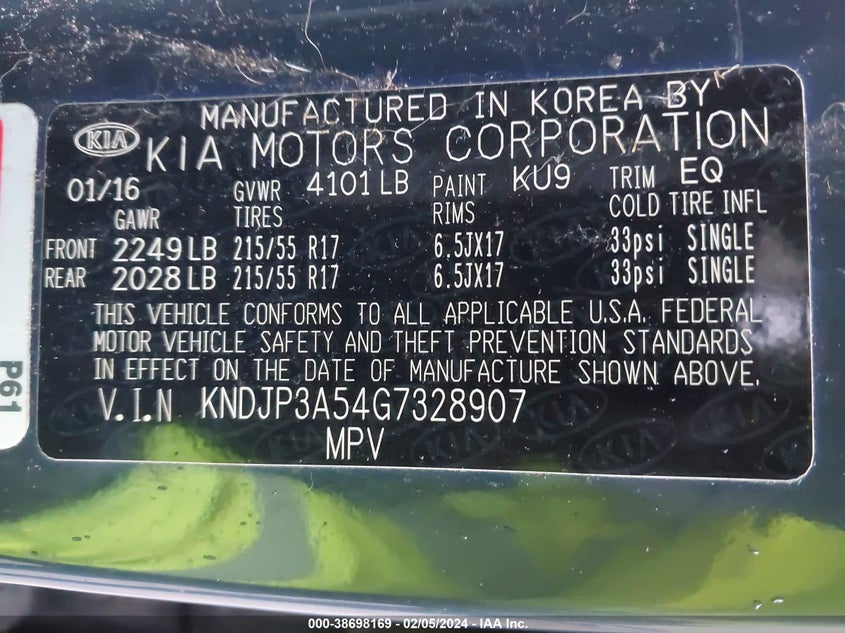 MANUFACTURED IN KOREA BY
KIA KIA MOTORS CORPORATION
01/16 GVWR 4101 LB PAINT KU9 TRIM EQ
GAWR TIRES RIMS COLD TIRE INFL
FRONT 2249 LB 215/55 R17 6.5JX17 33psi SINGLE
REAR 2028 LB 215/55 R17 6.5JX17 33psi SINGLE
THIS VEHICLE CONFORMS TO ALL APPLICABLE U.S.A. FEDERAL
MOTOR VEHICLE SAFETY AND THEFT PREVENTION STANDARDS
IN EFFECT ON THE DATE OF MANUFACTURE SHOWN ABOVE.
V.I.N KNDJP3A54G7328907
MPV
P61
000-38698169 - 02/05/2024 - IAA Inc.